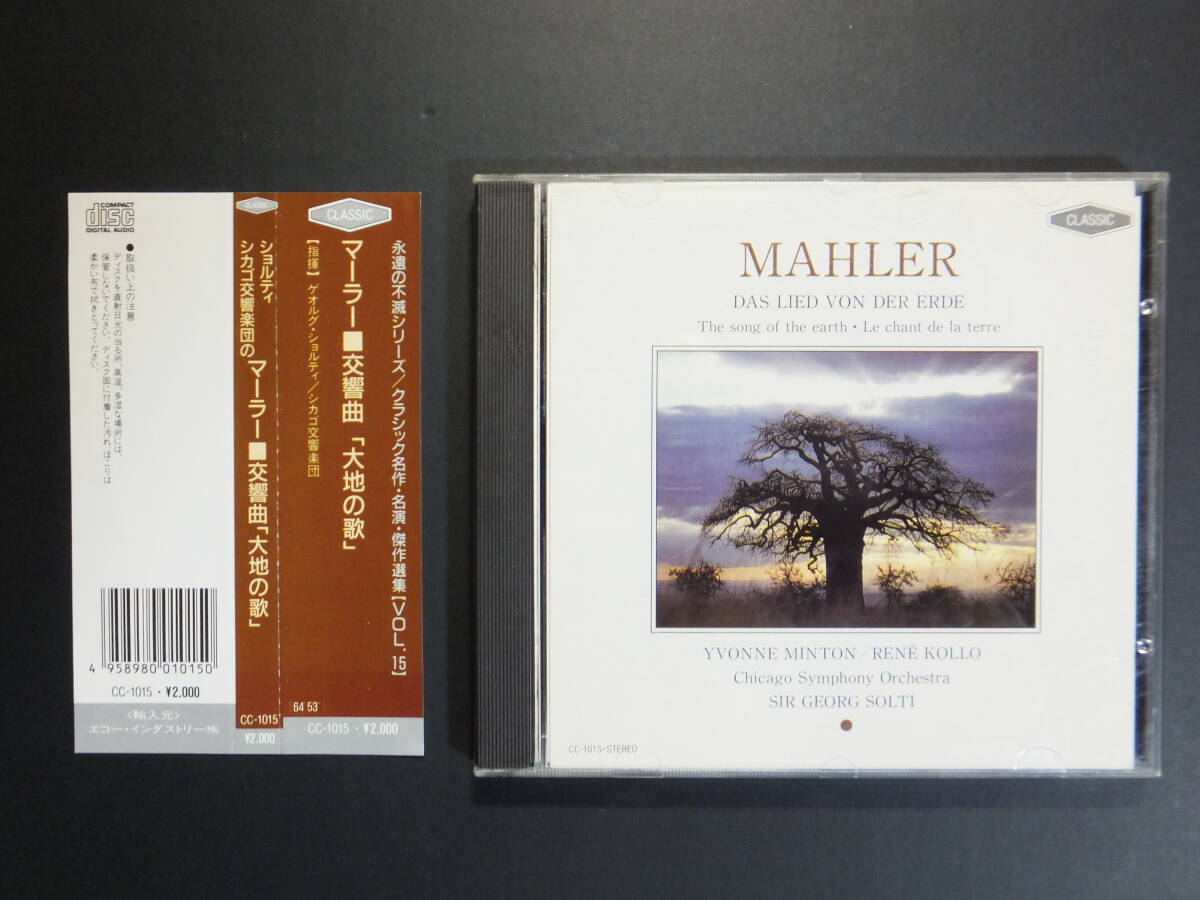 COMPACT
disc
DIGITAL AUDIO
●取扱い上の注意
ディスクを直射日光の当る所、高温、多湿な場所には、
保管しないでください。ディスク面に付着した汚れ、ほこりは
柔かい布で拭きとってください。
4 958980 010150
CC-1015・¥2,000
〈輸入元〉
エコー・インダストリー㈱
CLASSIC
ショルティ
シカゴ交響楽団の
マーラー■交響曲「大地の歌」
CC-1015
¥2,000
CLASSIC
永遠の不滅シリーズ/クラシック名作・名演・傑作選集【VOL.15】
マーラー■交響曲「大地の歌」
【指揮】ゲオルグ・ショルティ/シカゴ交響楽団
64'53"
CC-1015・¥2,000
CLASSIC
MAHLER
DAS LIED VON DER ERDE
The song of the earth・Le chant de la terre
YVONNE MINTON/RENĒ KOLLO
Chicago Symphony Orchestra
SIR GEORG SOLTI
CC-1015・STEREO